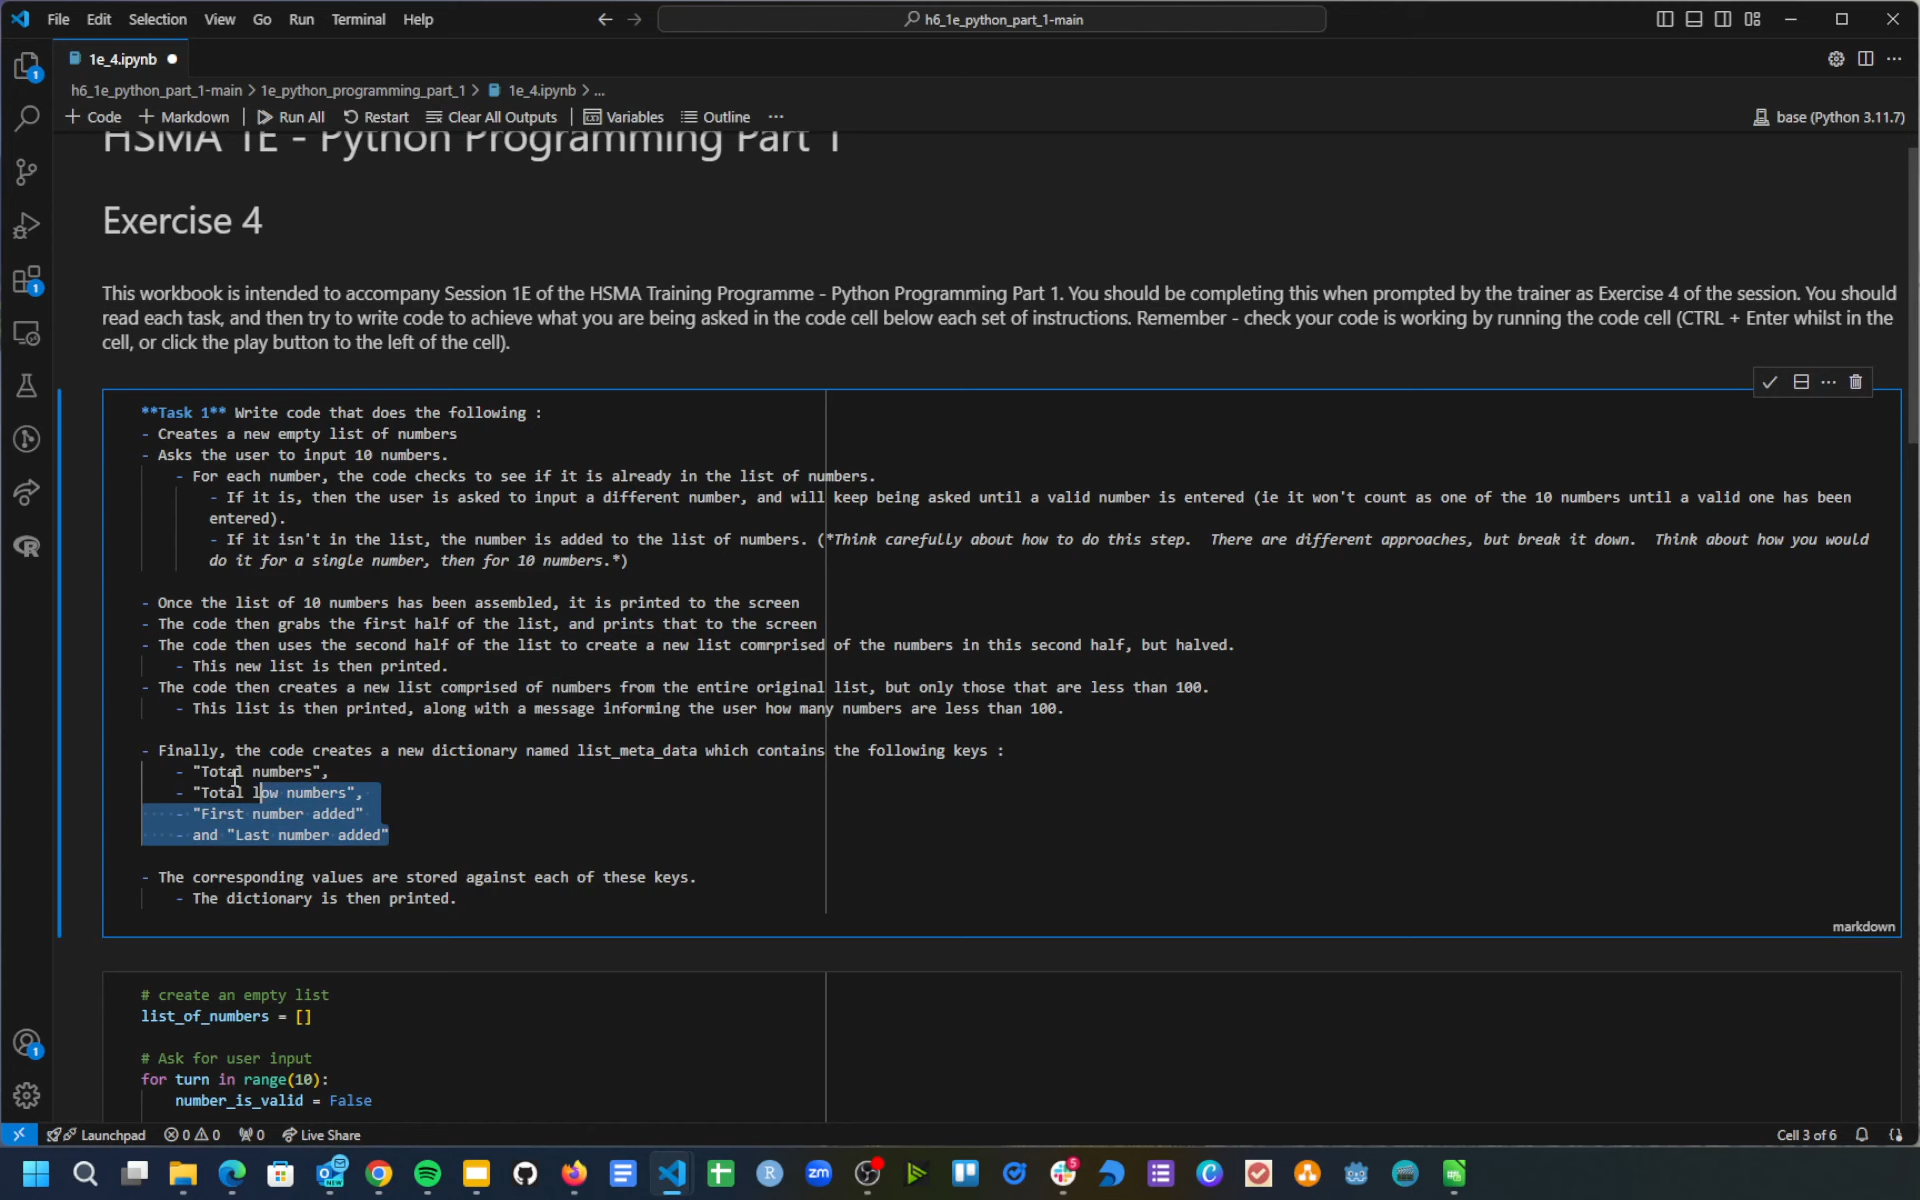 File Edit Selection View Go Run Terminal Help
h6_1e_python_part_1-main
1e_4.ipynb
h6_1e_python_part_1-main > 1e_python_programming_part_1 > 1e_4.ipynb > ...
+ Code + Markdown Run All Restart Clear All Outputs Variables Outline ... base (Python 3.11.7)
HSMA 1E - Python Programming Part 1
Exercise 4
This workbook is intended to accompany Session 1E of the HSMA Training Programme - Python Programming Part 1. You should be completing this when prompted by the trainer as Exercise 4 of the session. You should
read each task, and then try to write code to achieve what you are being asked in the code cell below each set of instructions. Remember - check your code is working by running the code cell (CTRL + Enter whilst in the
cell, or click the play button to the left of the cell).
**Task 1** Write code that does the following :
- Creates a new empty list of numbers
- Asks the user to input 10 numbers.
- For each number, the code checks to see if it is already in the list of numbers.
- If it is, then the user is asked to input a different number, and will keep being asked until a valid number is entered (ie it won't count as one of the 10 numbers until a valid one has been
entered).
- If it isn't in the list, the number is added to the list of numbers. (*Think carefully about how to do this step.  There are different approaches, but break it down.  Think about how you would
do it for a single number, then for 10 numbers.*)
- Once the list of 10 numbers has been assembled, it is printed to the screen
- The code then grabs the first half of the list, and prints that to the screen
- The code then uses the second half of the list to create a new list comrprised of the numbers in this second half, but halved.
- This new list is then printed.
- The code then creates a new list comprised of numbers from the entire original list, but only those that are less than 100.
- This list is then printed, along with a message informing the user how many numbers are less than 100.
- Finally, the code creates a new dictionary named list_meta_data which contains the following keys :
- "Total numbers",
- "Total low numbers",
- "First number added"
- and "Last number added"
- The corresponding values are stored against each of these keys.
- The dictionary is then printed.
markdown
# create an empty list
list_of_numbers = []
# Ask for user input
for turn in range(10):
number_is_valid = False
Launchpad 0 0 0 Live Share Cell 3 of 6